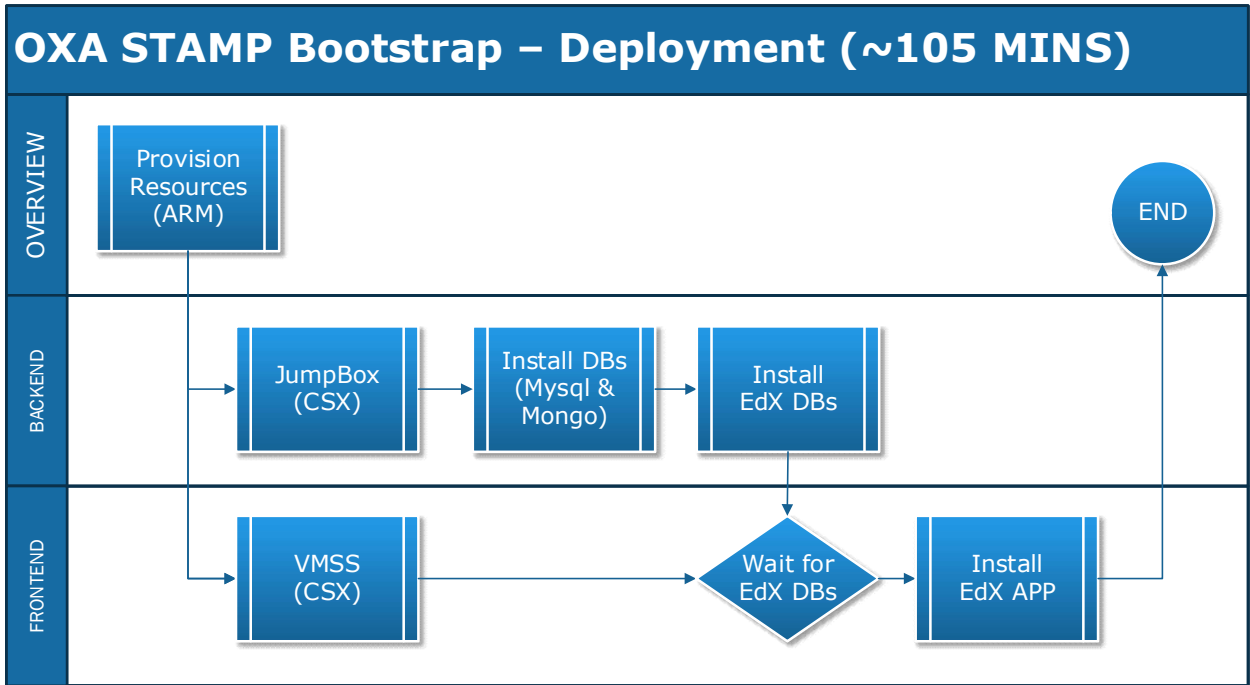 OXA STAMP Bootstrap – Deployment (~105 MINS)
OVERVIEW
Provision
Resources
(ARM)
END
BACKEND
JumpBox
(CSX)
Install DBs
(Mysql &
Mongo)
Install
EdX DBs
FRONTEND
VMSS
(CSX)
Wait for
EdX DBs
Install
EdX APP